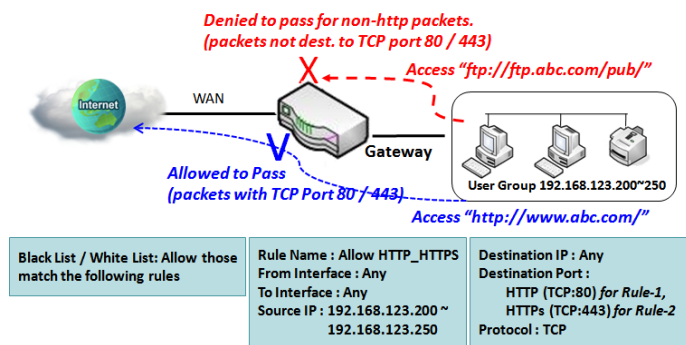 Denied to pass for non-http packets.
(packets not dest. to TCP port 80 / 443)
X
Access “ftp://ftp.abc.com/pub/”
Internet
WAN
Gateway
V
Allowed to Pass
(packets with TCP Port 80 / 443)
User Group 192.168.123.200~250
Access “http://www.abc.com/”
Black List / White List: Allow those
match the following rules
Rule Name : Allow HTTP_HTTPS
From Interface : Any
To Interface : Any
Source IP : 192.168.123.200 ~
192.168.123.250
Destination IP : Any
Destination Port :
HTTP (TCP:80) for Rule-1,
HTTPs (TCP:443) for Rule-2
Protocol : TCP